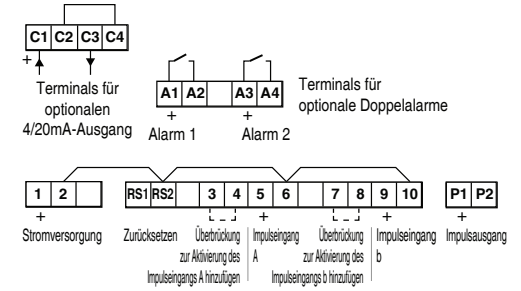 C1 C2 C3 C4
+
Terminals für
optionalen
4/20mA-Ausgang
A1 A2 A3 A4
+ +
Alarm 1 Alarm 2
Terminals für
optionale Doppelalarme
1 2 RS1 RS2 3 4 5 6 7 8 9 10 P1 P2
+ + + +
Stromversorgung
Zurücksetzen
Überbrückung
zur Aktivierung des
Impulseingangs A hinzufügen
Impulseingang
A
Überbrückung
zur Aktivierung des
Impulseingangs b hinzufügen
Impulseingang
b
Impulsausgang